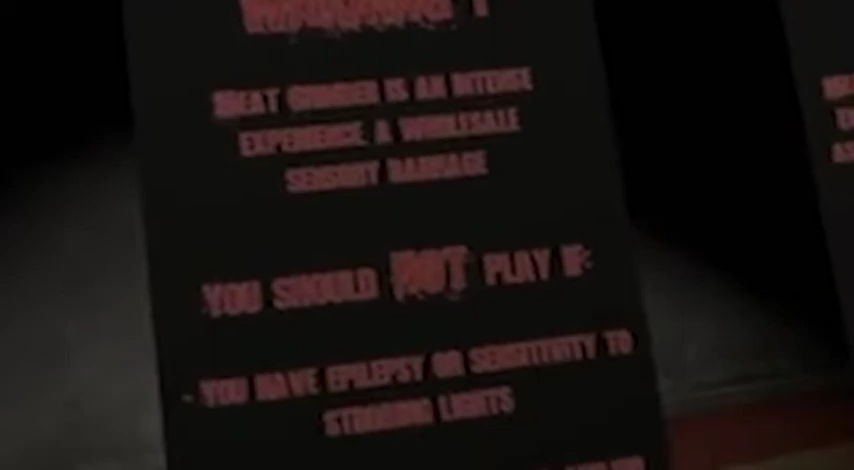 WARNING!
MEAT GRINDER IS AN INTENSE
EXPERIENCE, A WHOLESALE
SENSORY BARRAGE
YOU SHOULD NOT PLAY IF:
- YOU HAVE EPILEPSY OR SENSITIVITY TO
STROBING LIGHTS